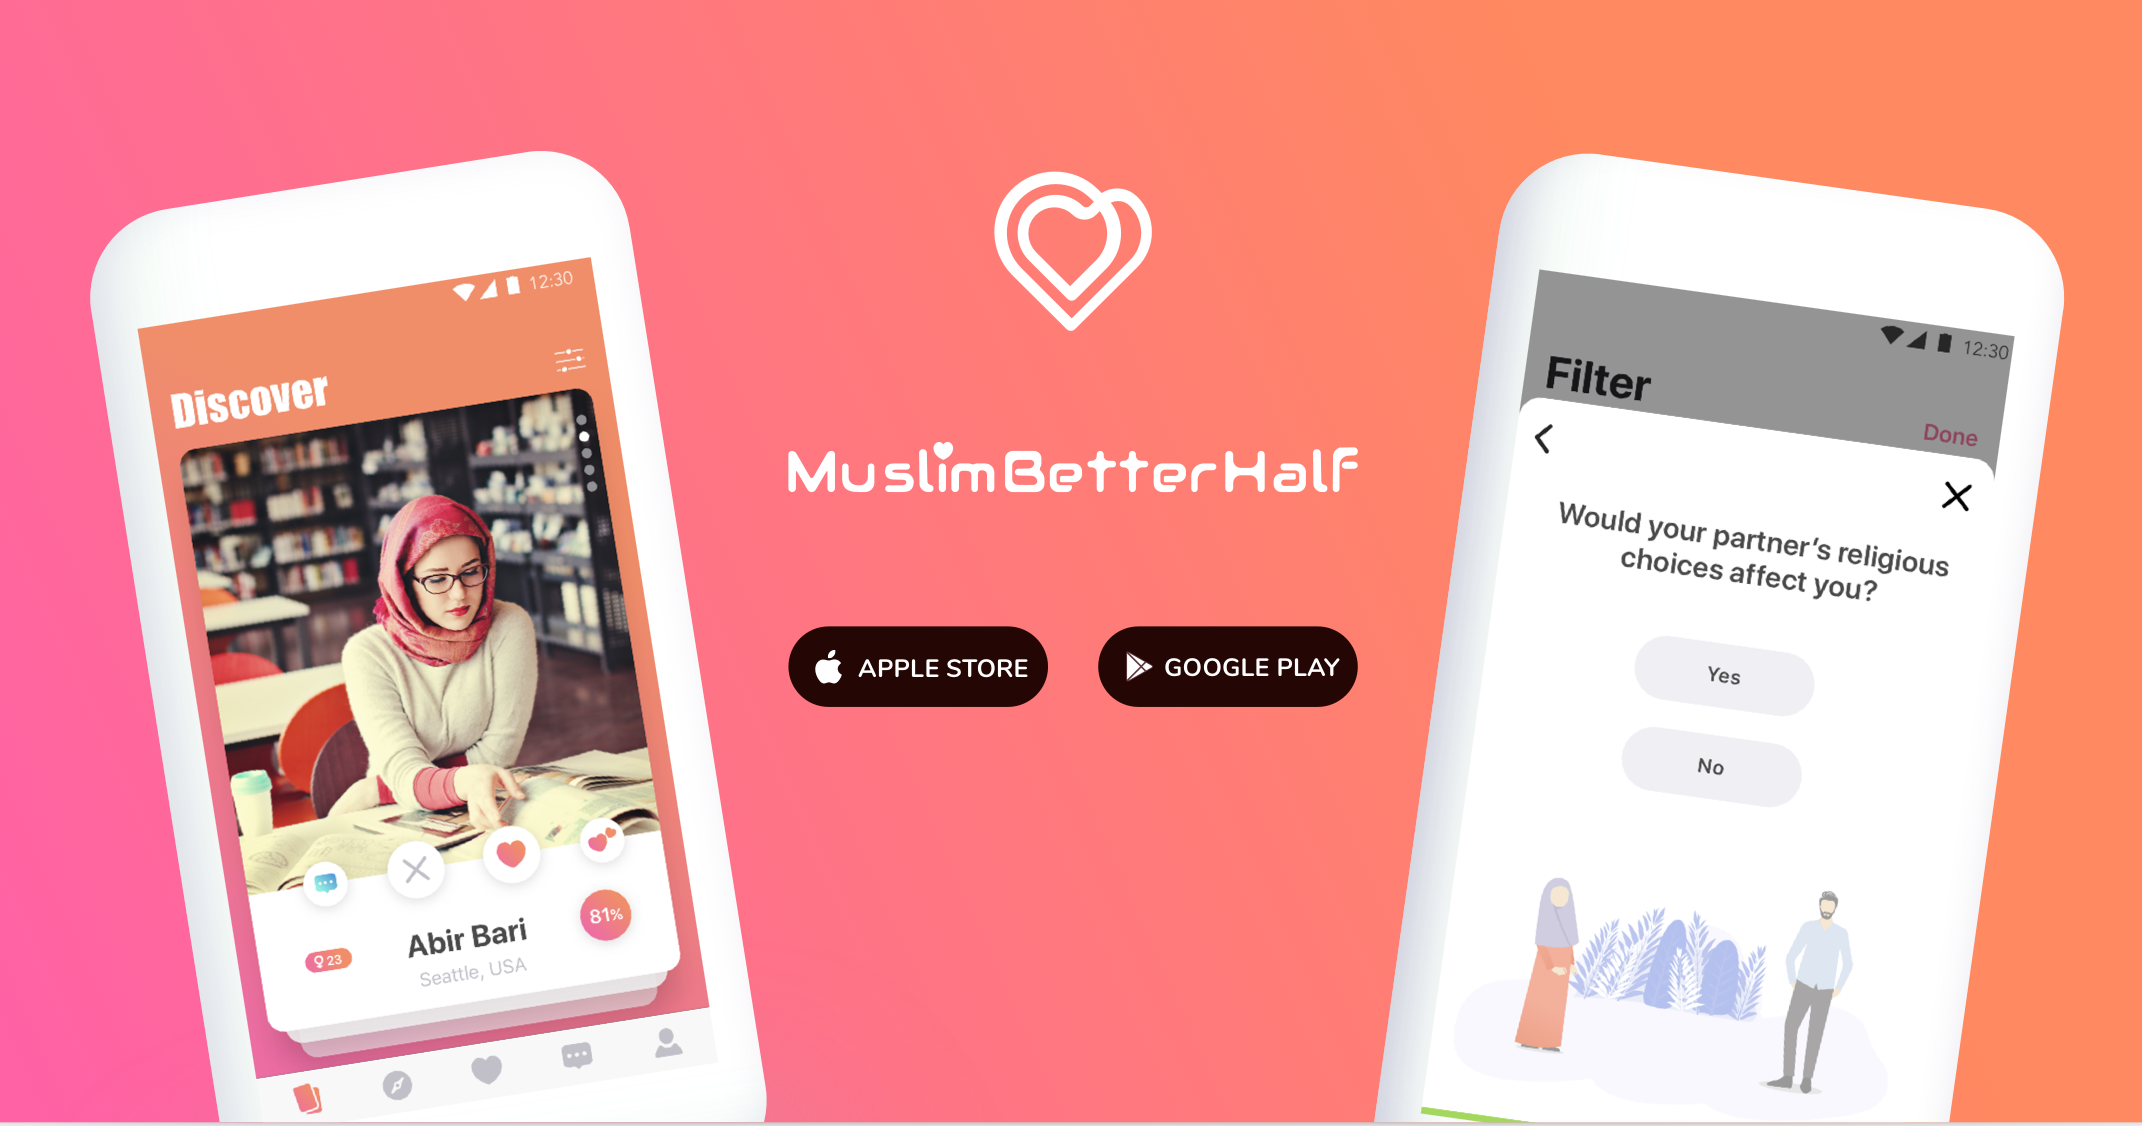 12:30
Discover
Abir Bari
81%
23
Seattle, USA
MuslimBetterHalf
APPLE STORE
GOOGLE PLAY
12:30
Filter
Done
Would your partner's religious
choices affect you?
Yes
No